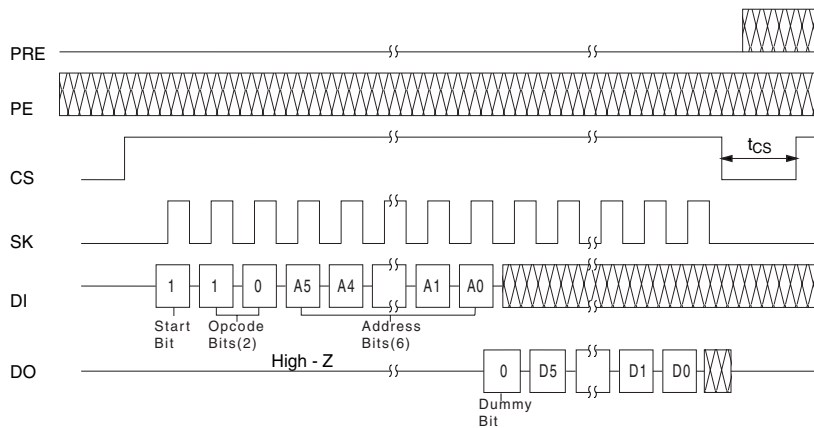 PRE
PE
CS
tCS
SK
DI
1 1 0 A5 A4 A1 A0
Start
Bit
Opcode
Bits(2)
Address
Bits(6)
DO
High - Z
0 D5 D1 D0
Dummy
Bit